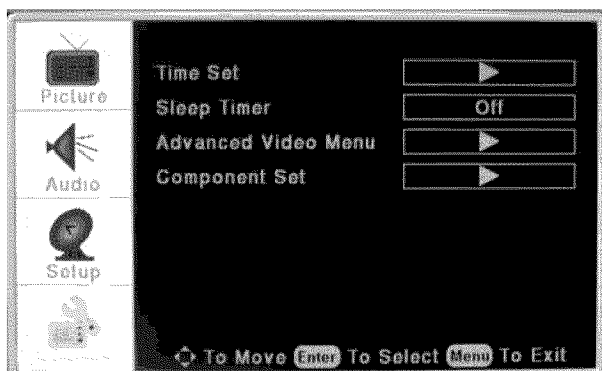 Picture
Audio
Setup
Time Set
Sleep Timer Off
Advanced Video Menu
Component Set
To Move Enter To Select Menu To Exit